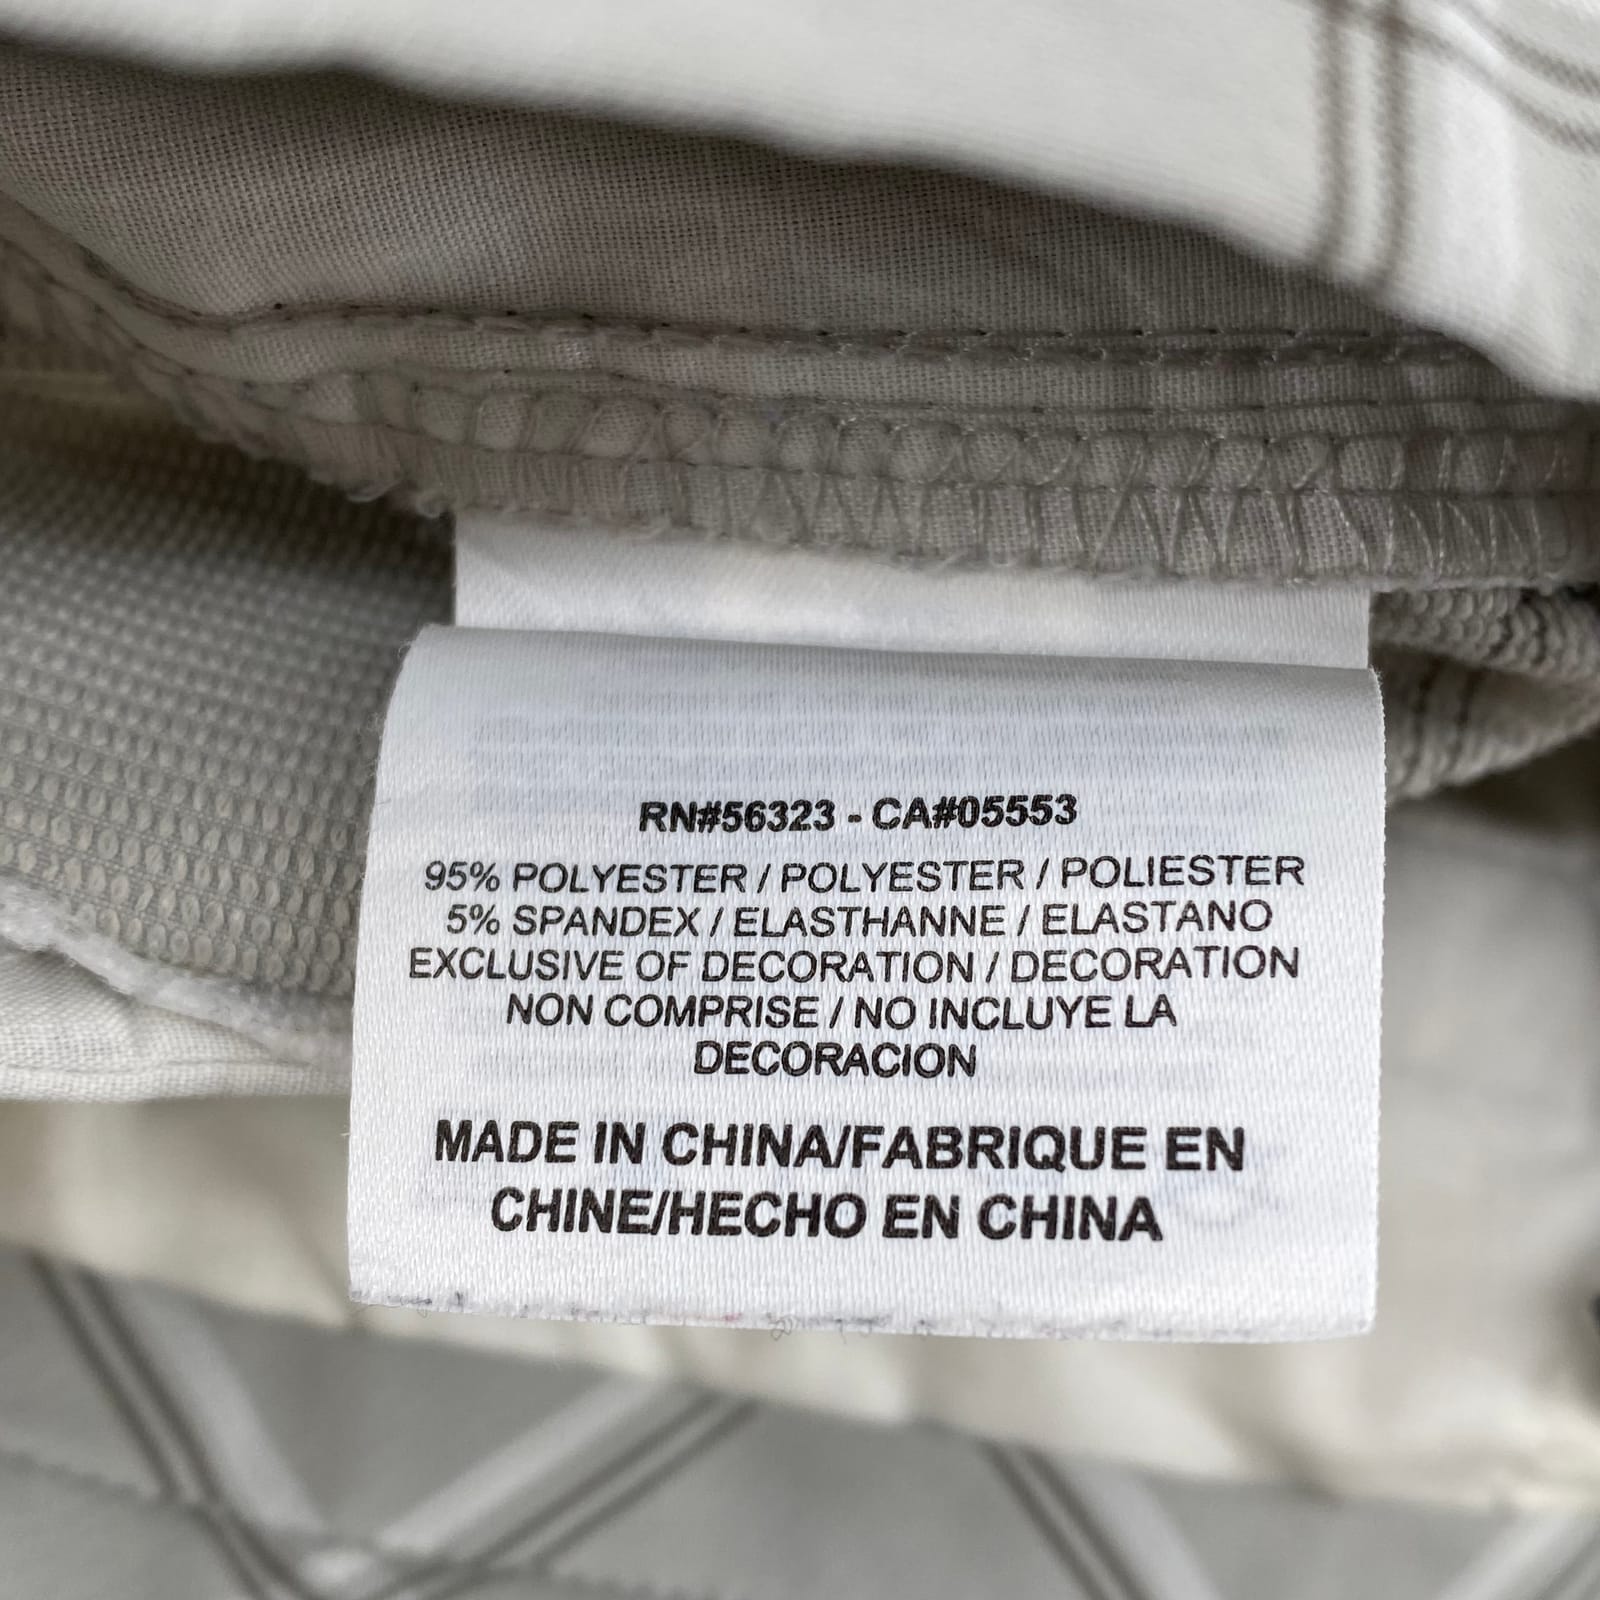 RN#56323 - CA#05553
95% POLYESTER / POLYESTER / POLIESTER
5% SPANDEX / ELASTHANNE / ELASTANO
EXCLUSIVE OF DECORATION / DECORATION
NON COMPRISE / NO INCLUYE LA
DECORACION
MADE IN CHINA/FABRIQUE EN
CHINE/HECHO EN CHINA